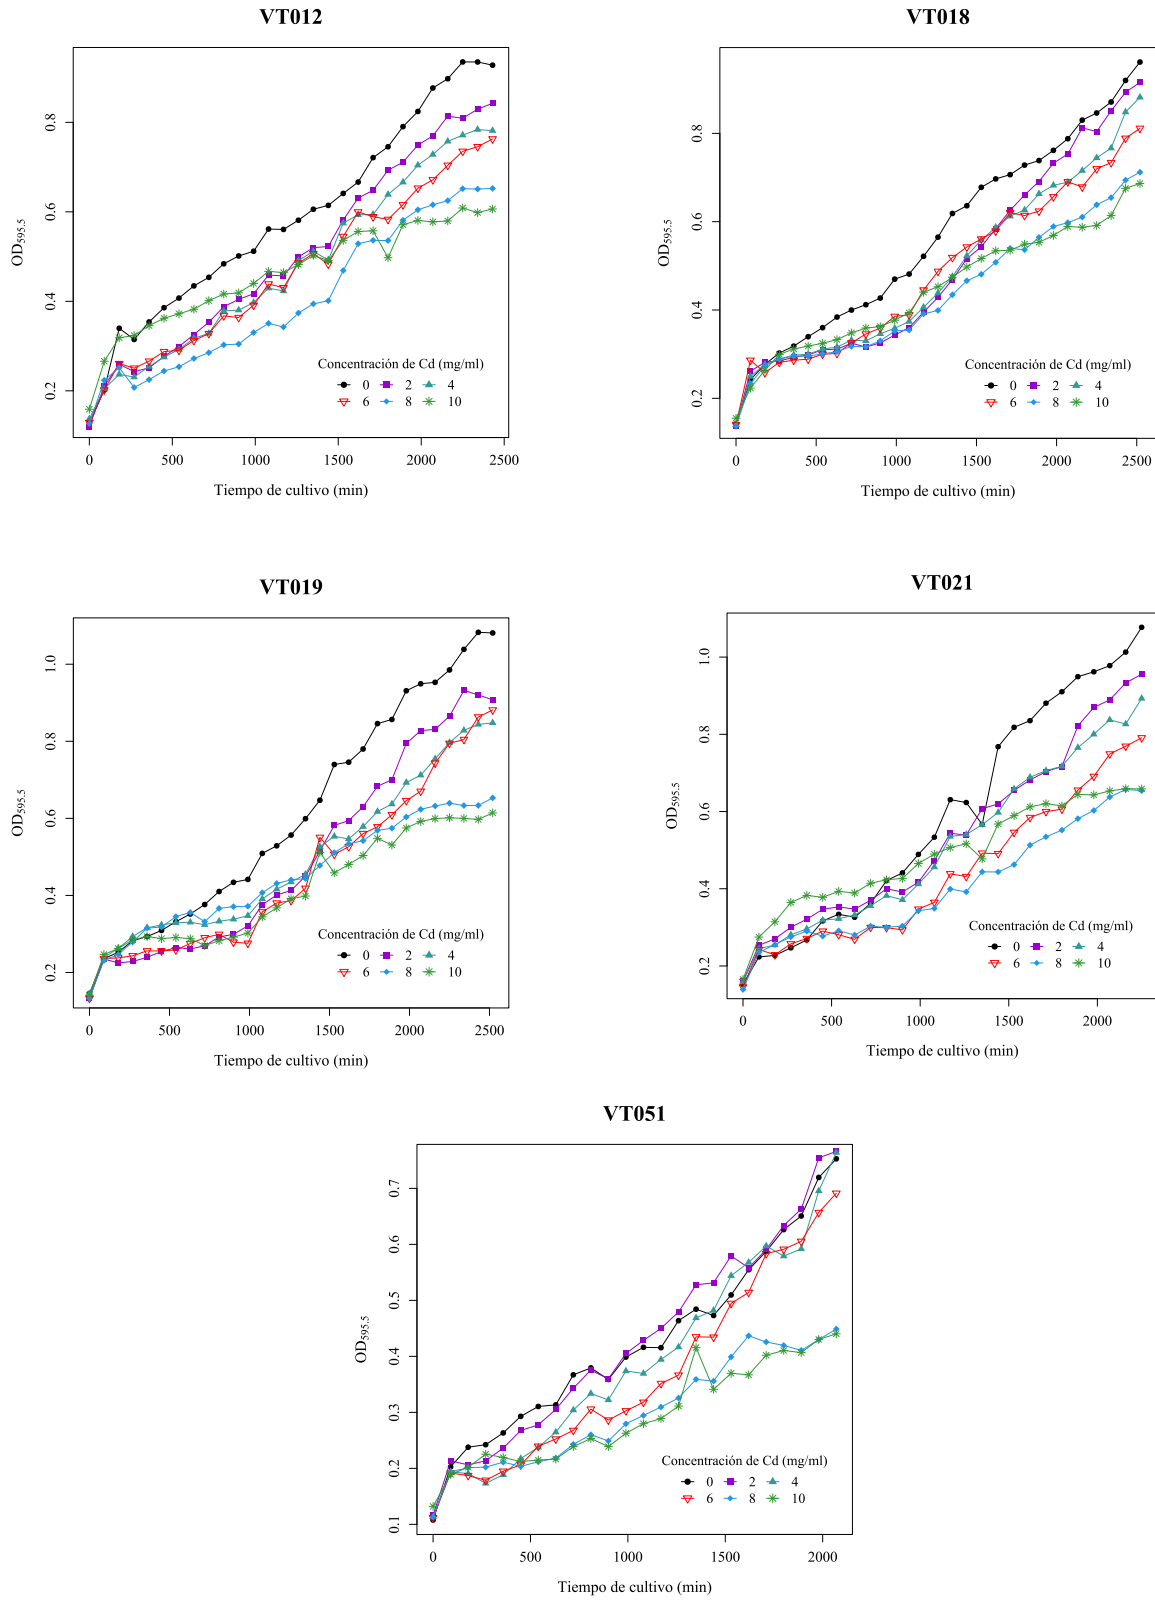 VT012
0.2 0.4 0.6 0.8
OD595.5
Concentración de Cd (mg/ml)
0 2 4
6 8 10
0 500 1000 1500 2000 2500
Tiempo de cultivo (min)
VT018
0.2 0.4 0.6 0.8
OD595.5
Concentración de Cd (mg/ml)
0 2 4
6 8 10
0 500 1000 1500 2000 2500
Tiempo de cultivo (min)
VT019
0.2 0.4 0.6 0.8 1.0
OD595.5
Concentración de Cd (mg/ml)
0 2 4
6 8 10
0 500 1000 1500 2000 2500
Tiempo de cultivo (min)
VT021
0.2 0.4 0.6 0.8 1.0
OD595.5
Concentración de Cd (mg/ml)
0 2 4
6 8 10
0 500 1000 1500 2000
Tiempo de cultivo (min)
VT051
0.1 0.2 0.3 0.4 0.5 0.6 0.7
OD595.5
Concentración de Cd (mg/ml)
0 2 4
6 8 10
0 500 1000 1500 2000
Tiempo de cultivo (min)